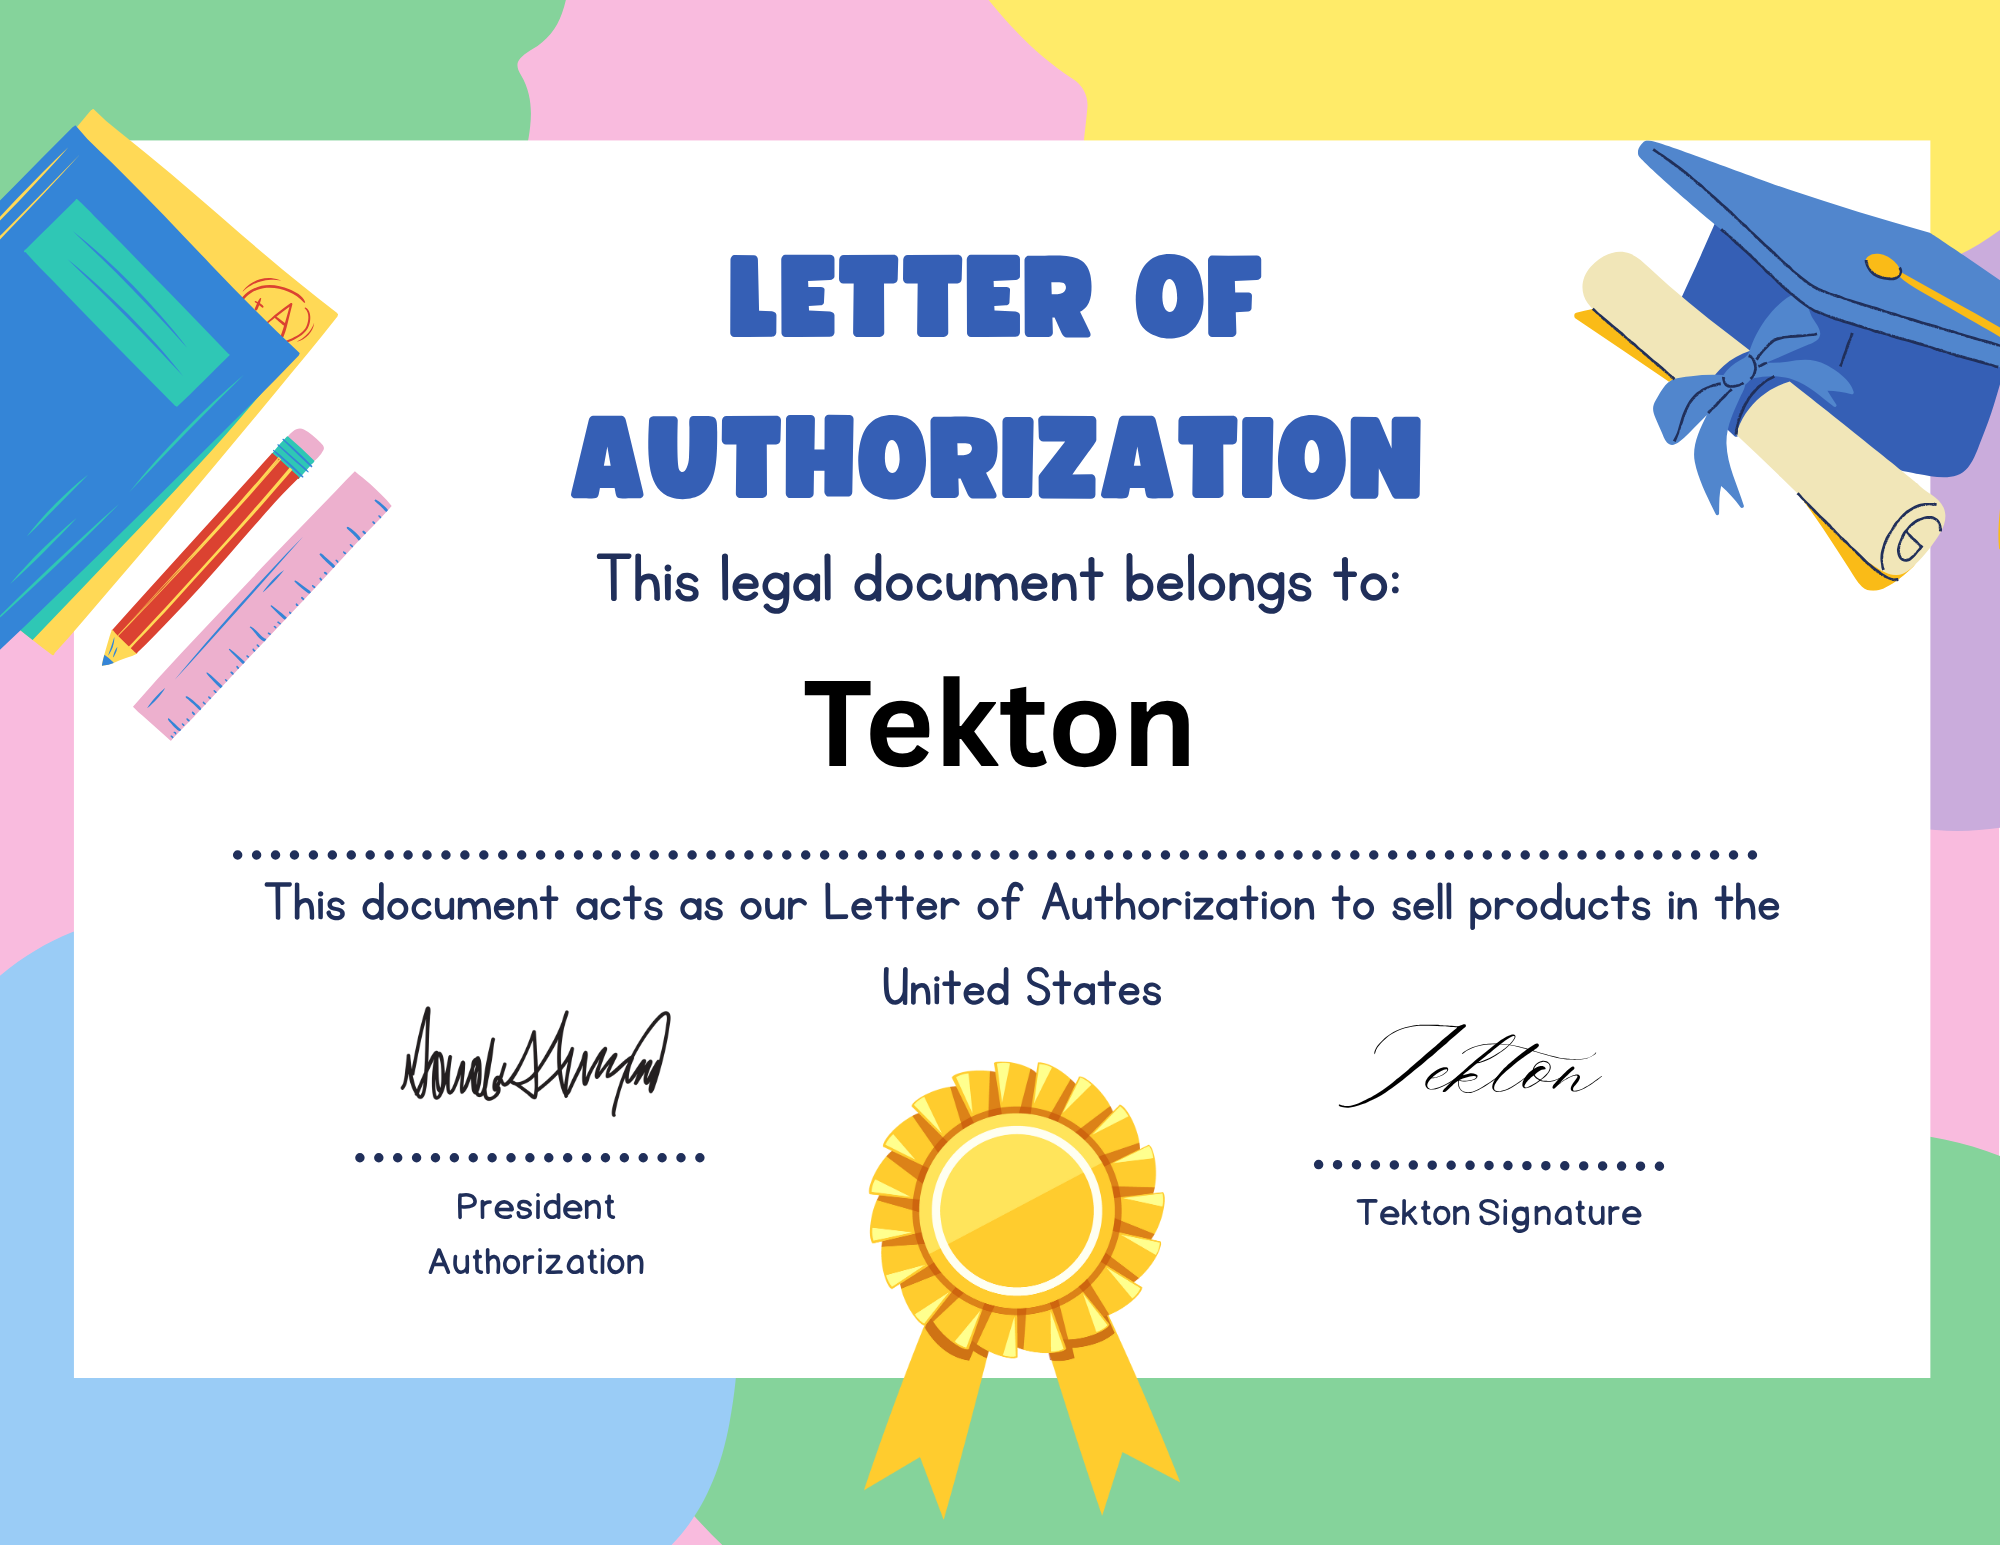 LETTER OF
AUTHORIZATION
This legal document belongs to:
Tekton
This document acts as our Letter of Authorization to sell products in the
United States
Tekton
President
Authorization
Tekton Signature
A+